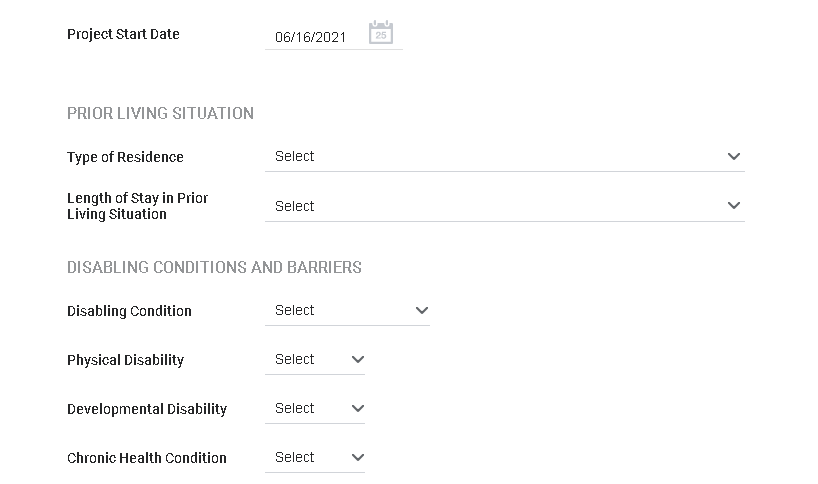 Project Start Date 06/16/2021 25
PRIOR LIVING SITUATION
Type of Residence Select
Length of Stay in Prior
Living Situation Select
DISABLING CONDITIONS AND BARRIERS
Disabling Condition Select
Physical Disability Select
Developmental Disability Select
Chronic Health Condition Select